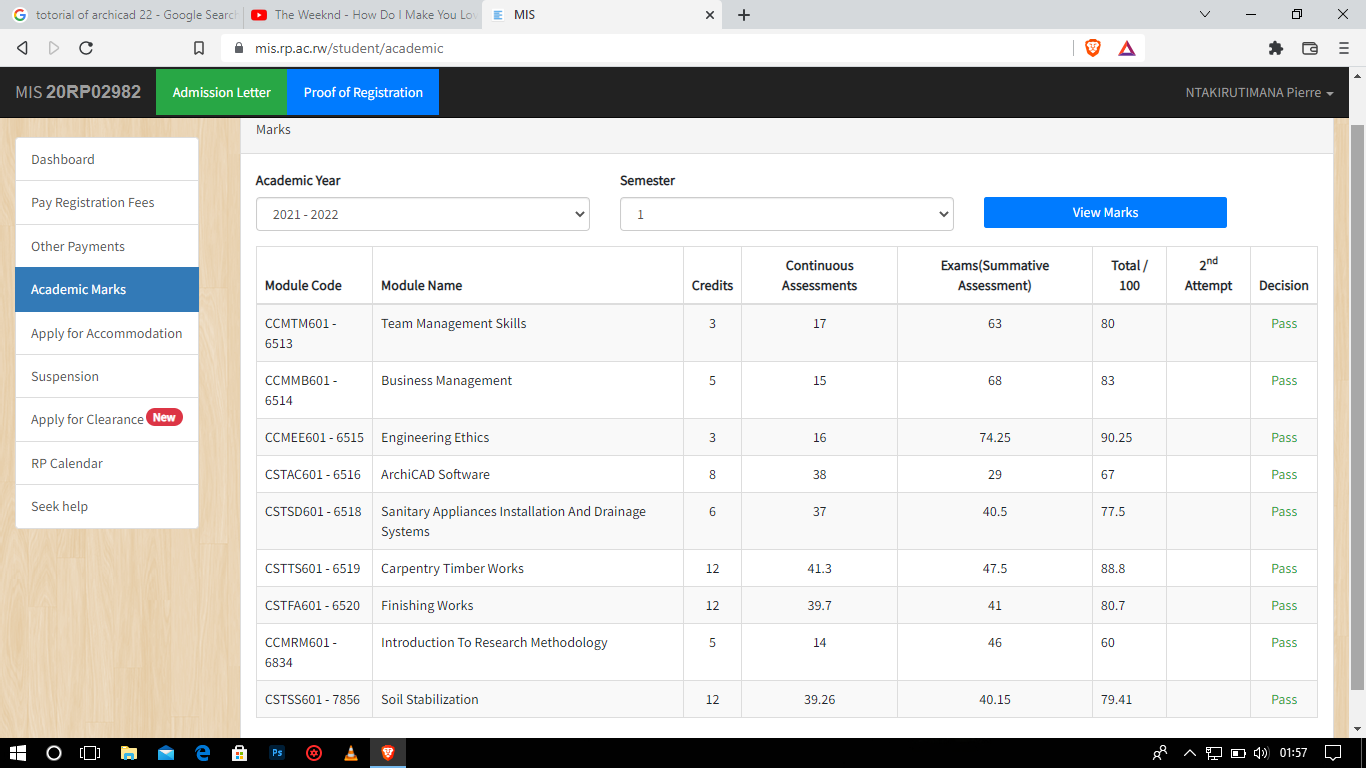 totorial of archicad 22 - Google Searc
The Weeknd - How Do I Make You Lo
MIS
mis.rp.ac.rw/student/academic
MIS 20RP02982
Admission Letter
Proof of Registration
NTAKIRUTIMANA Pierre
Dashboard
Pay Registration Fees
Other Payments
Academic Marks
Apply for Accommodation
Suspension
Apply for Clearance New
RP Calendar
Seek help
Marks
Academic Year
Semester
2021 - 2022
1
View Marks
Module Code Module Name Credits Continuous Assessments Exams(Summative Assessment) Total / 100 2nd Attempt Decision
CCMTM601 - 6513 Team Management Skills 3 17 63 80 Pass
CCMMB601 - 6514 Business Management 5 15 68 83 Pass
CCMEE601 - 6515 Engineering Ethics 3 16 74.25 90.25 Pass
CSTAC601 - 6516 ArchiCAD Software 8 38 29 67 Pass
CSTSD601 - 6518 Sanitary Appliances Installation And Drainage Systems 6 37 40.5 77.5 Pass
CSTTS601 - 6519 Carpentry Timber Works 12 41.3 47.5 88.8 Pass
CSTFA601 - 6520 Finishing Works 12 39.7 41 80.7 Pass
CCMRM601 - 6834 Introduction To Research Methodology 5 14 46 60 Pass
CSTSS601 - 7856 Soil Stabilization 12 39.26 40.15 79.41 Pass
Ps
01:57